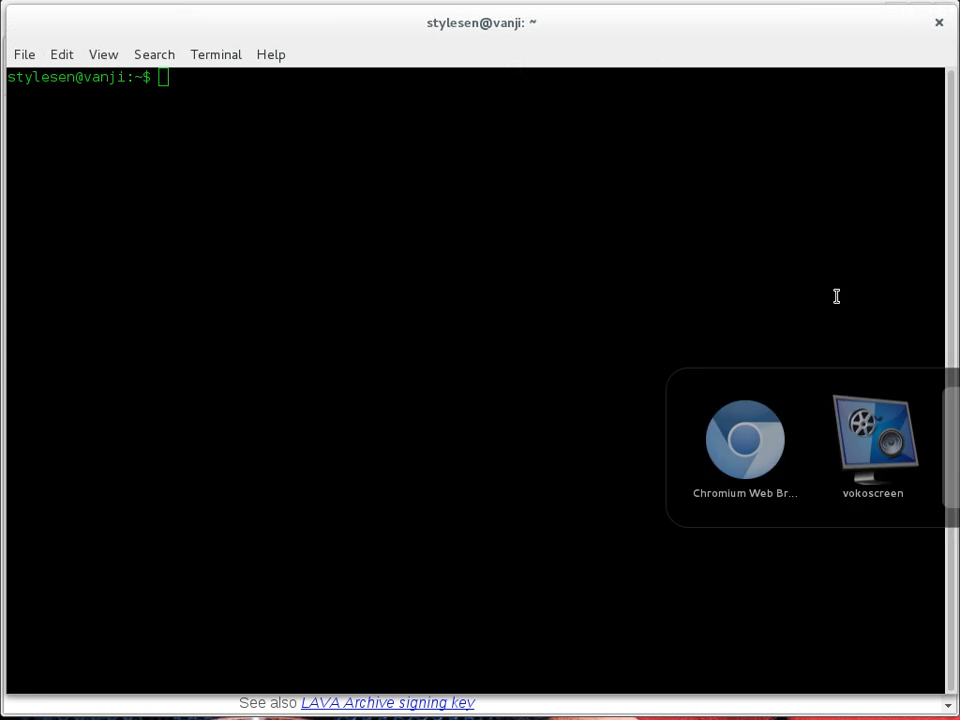 stylesen@vanji: ~
File Edit View Search Terminal Help
stylesen@vanji:~$
Chromium Web Br... vokoscreen
See also LAVA Archive signing key